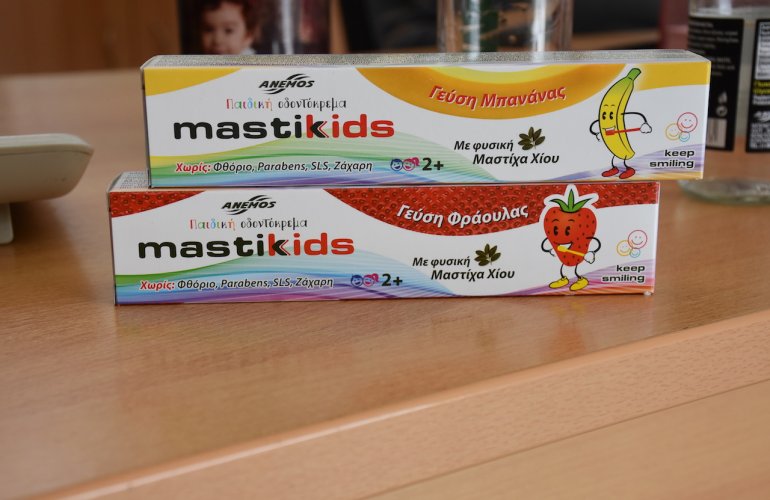 ANEMOS
Παιδική οδοντόκρεμα
mastikids
Χωρίς: Φθόριο, Parabens, SLS, Ζάχαρη
2+
Γεύση Μπανάνας
Με φυσική
Μαστίχα Χίου
keep
smiling
ANEMOS
Παιδική οδοντόκρεμα
mastikids
Χωρίς: Φθόριο, Parabens, SLS, Ζάχαρη
2+
Γεύση Φράουλας
Με φυσική
Μαστίχα Χίου
keep
smiling